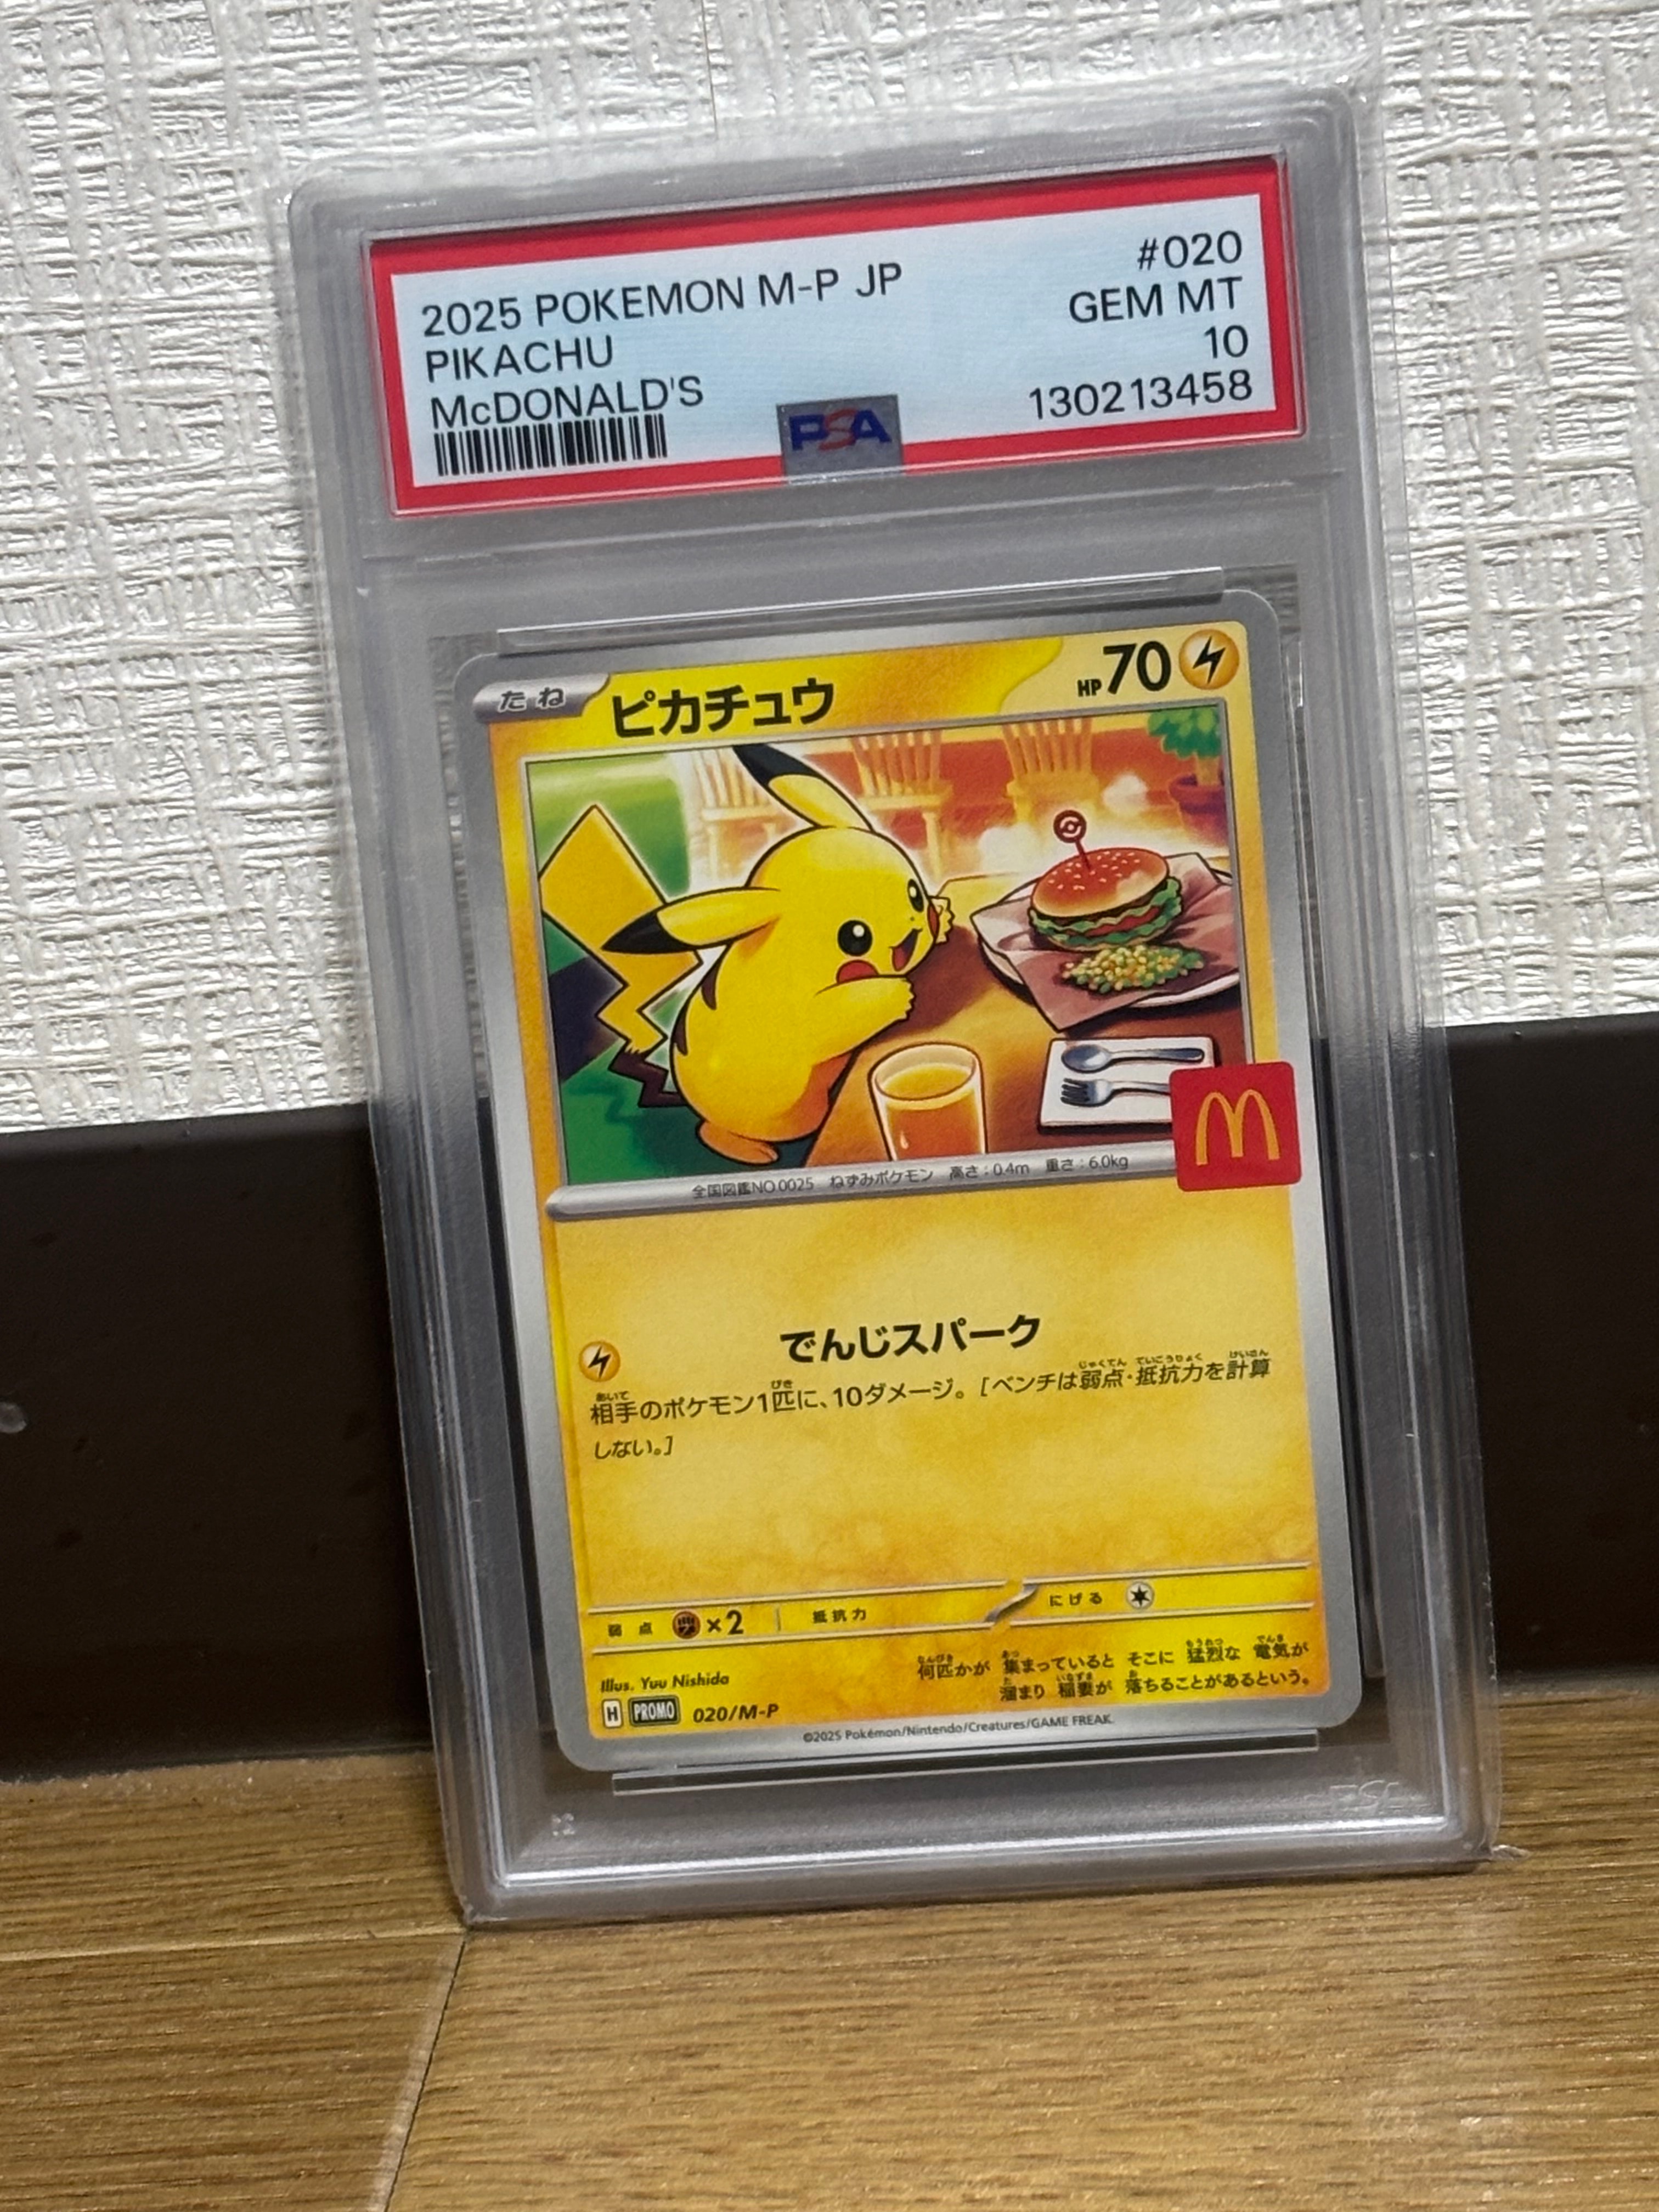 2025 POKEMON M-P JP #020
PIKACHU GEM MT
McDONALD'S 10
PSA 130213458
たね ピカチュウ HP70
全国図鑑NO.0025 ねずみポケモン 高さ:0.4m 重さ:6.0kg
でんじスパーク
相手のポケモン1匹に、10ダメージ。[ベンチは弱点・抵抗力を計算
しない。]
弱点 ×2 抵抗力 にげる
何匹かが 集まっていると そこに 猛烈な 電気が
溜まり 稲妻が 落ちることがあるという。
Illus. Yuu Nishida
H PROMO 020/M-P
©2025 Pokémon/Nintendo/Creatures/GAME FREAK.